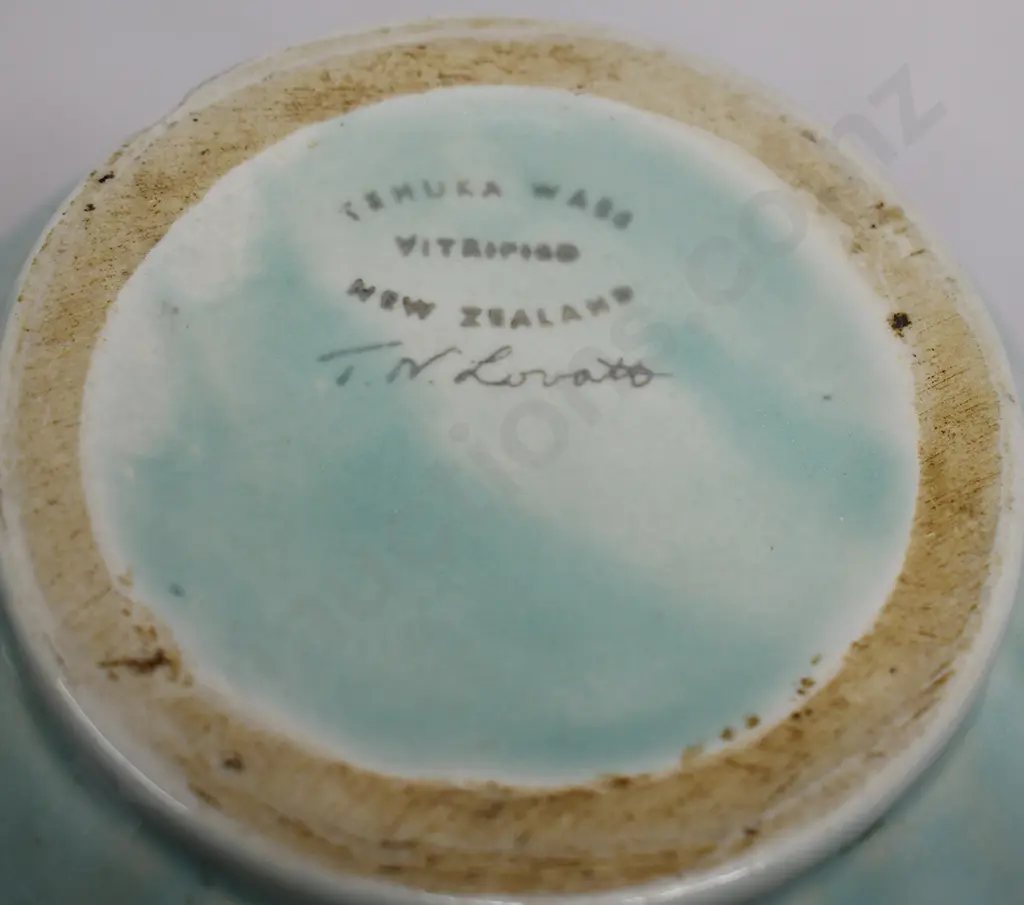 TEMUKA WARE
VITRIFIED
NEW ZEALAND
T. N. Lovatt